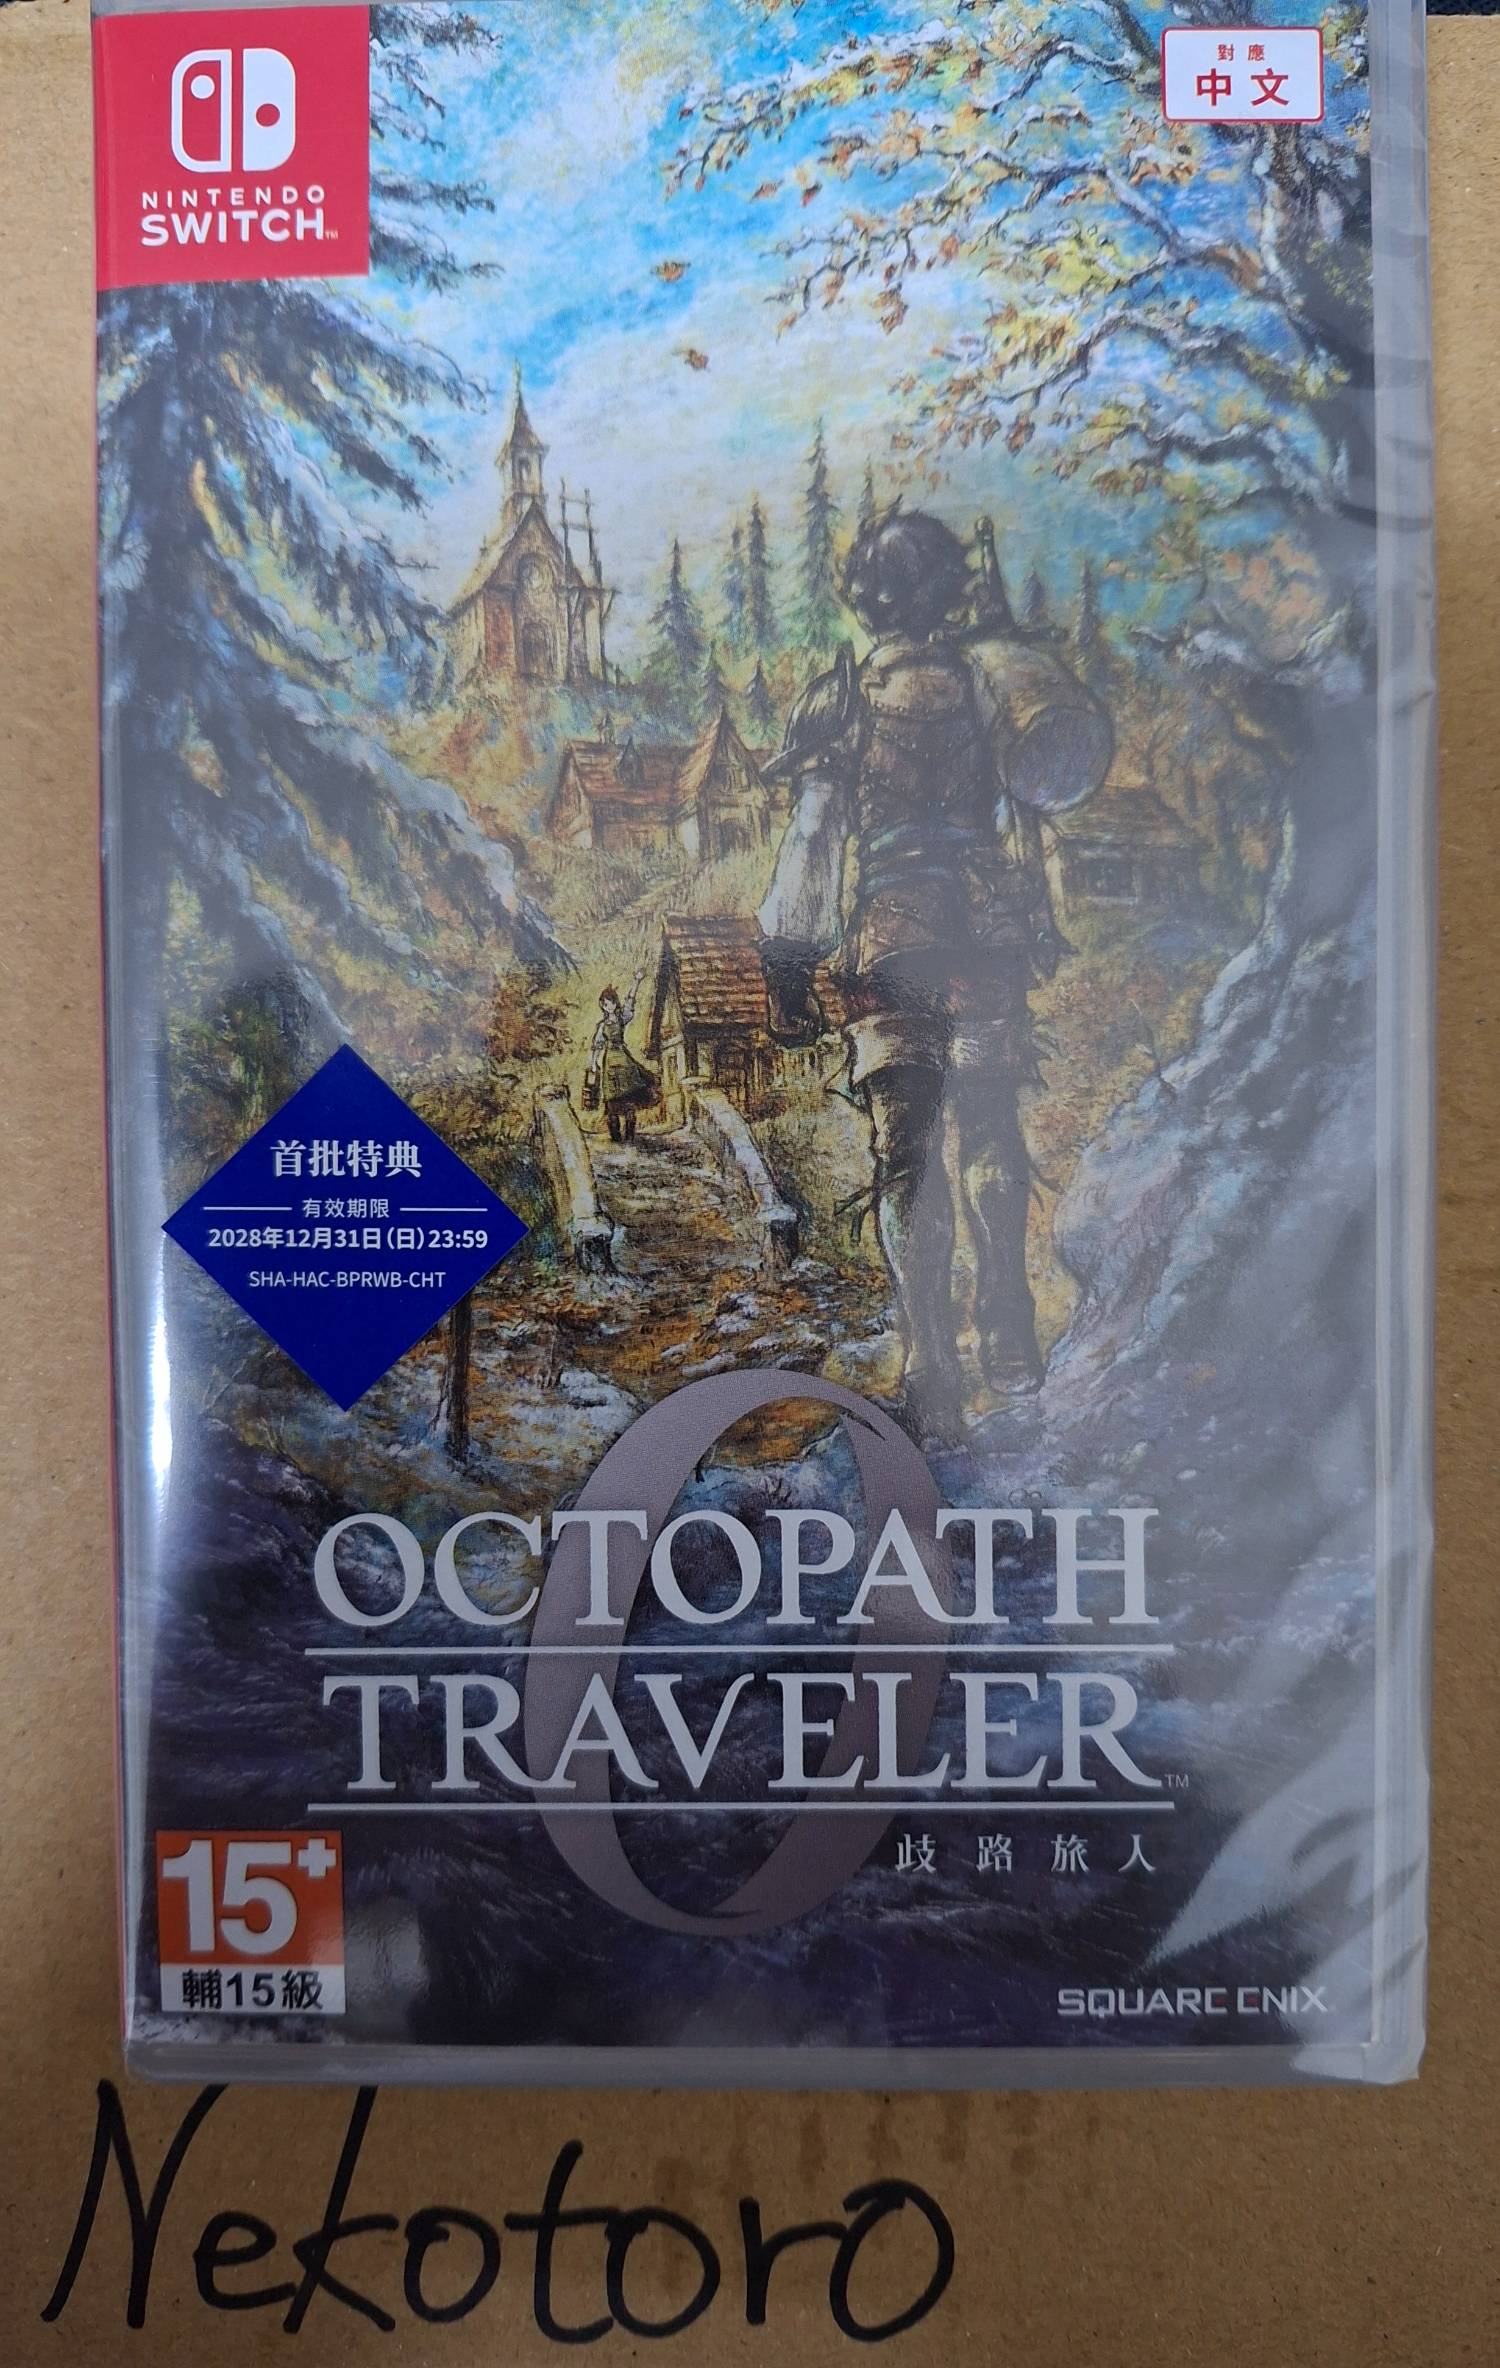 NINTENDO
SWITCH™
對應
中文
首批特典
有效期限
2028年12月31日(日)23:59
SHA-HAC-BPRWB-CHT
0
OCTOPATH
TRAVELER™
歧路旅人
15+
輔15級
SQUARE ENIX
Nekotoro